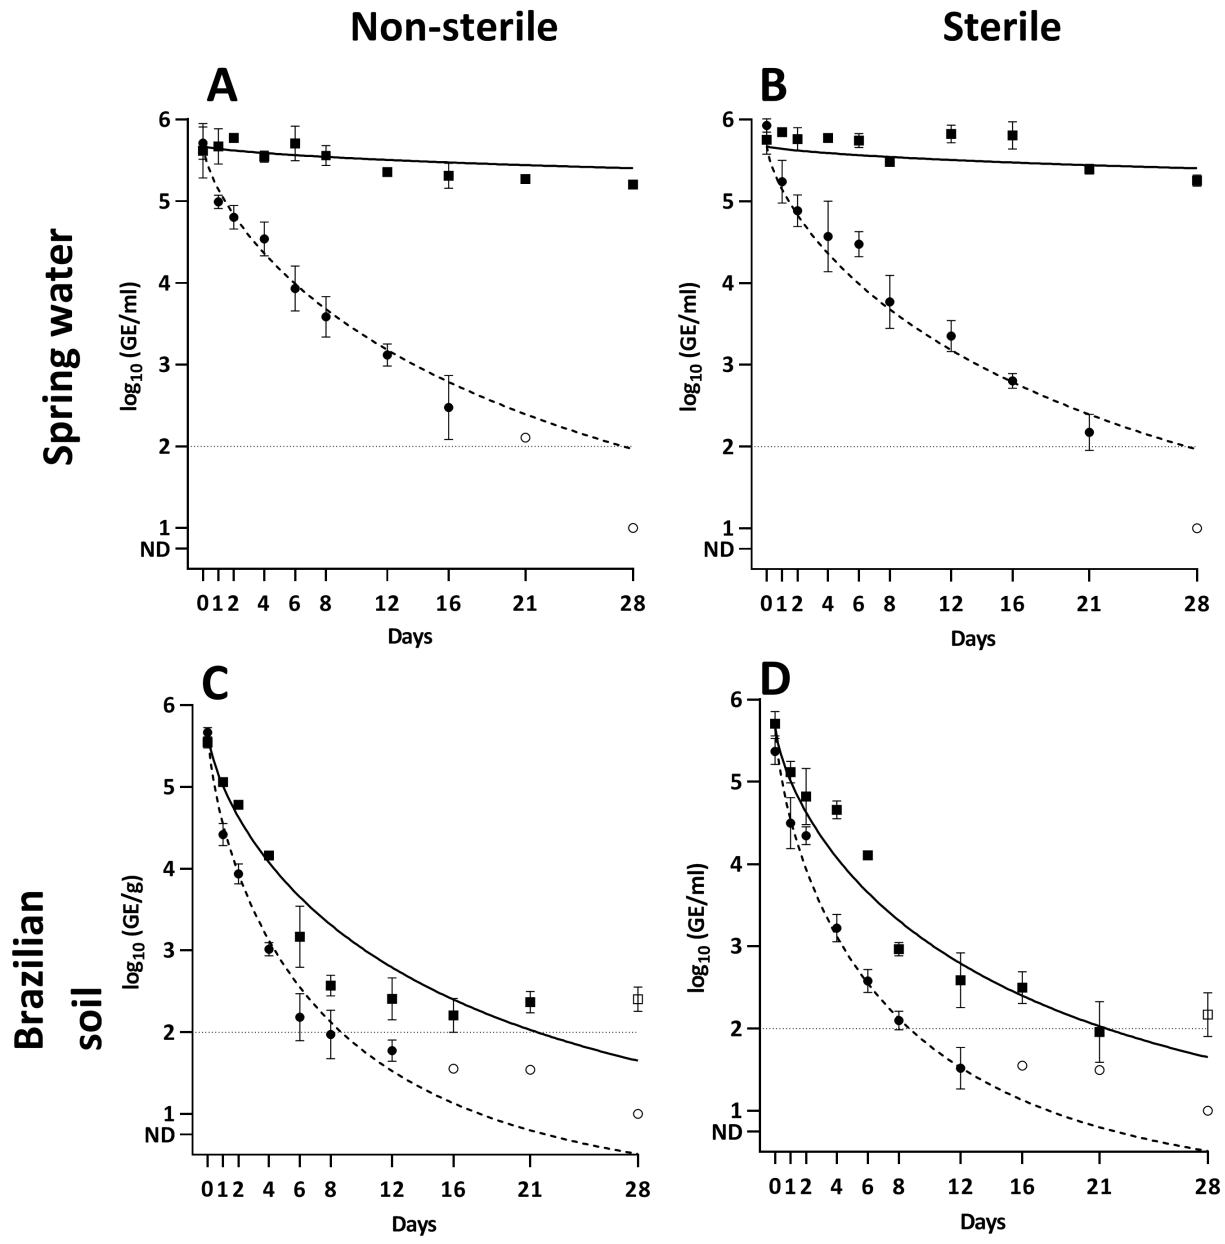 Non-sterile
Sterile
A
B
Spring water
log10 (GE/ml)
6
5
4
3
2
1
ND
0 1 2 4 6 8 12 16 21 28
Days
log10 (GE/ml)
6
5
4
3
2
1
ND
0 1 2 4 6 8 12 16 21 28
Days
C
D
Brazilian
soil
log10 (GE/g)
6
5
4
3
2
1
ND
0 1 2 4 6 8 12 16 21 28
Days
log10 (GE/ml)
6
5
4
3
2
1
ND
0 1 2 4 6 8 12 16 21 28
Days